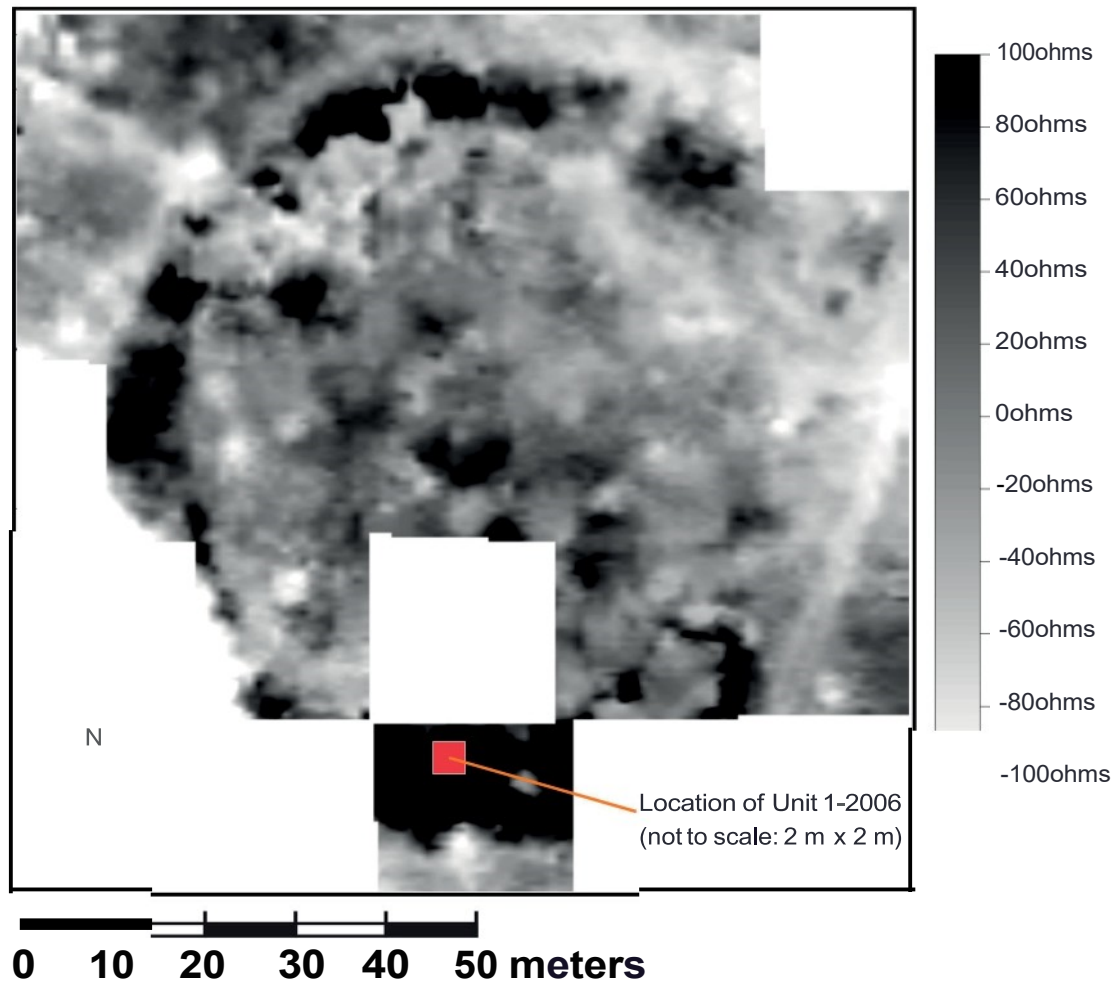 100ohms
80ohms
60ohms
40ohms
20ohms
0ohms
-20ohms
-40ohms
-60ohms
-80ohms
-100ohms
N
Location of Unit 1-2006
(not to scale: 2 m x 2 m)
0 10 20 30 40 50 meters